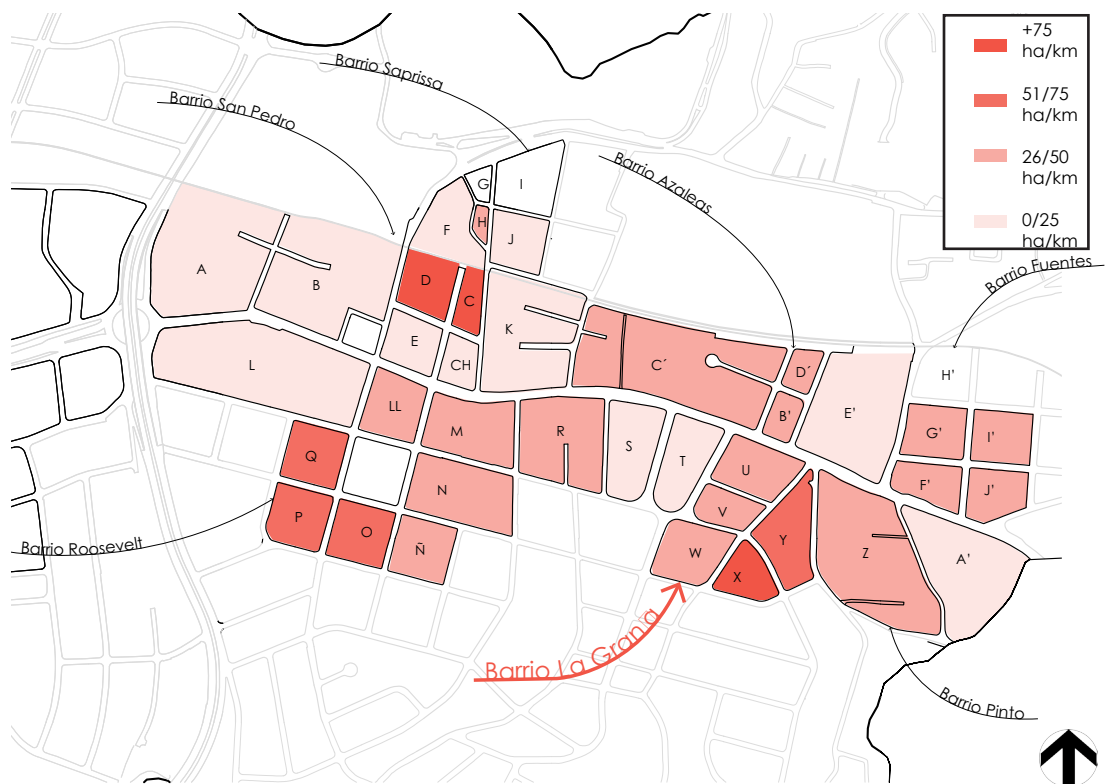 +75
ha/km
51/75
ha/km
26/50
ha/km
0/25
ha/km
Barrio Saprissa
Barrio San Pedro
Barrio Azaleas
Barrio Fuentes
G
I
H
F
J
A
B
D
C
K
E
CH
L
C´
D´
B'
E'
H'
LL
M
R
S
T
U
G'
I'
F'
J'
Q
N
V
P
O
Ñ
W
X
Y
Z
A'
Barrio Roosevelt
Barrio La Granja
Barrio Pinto